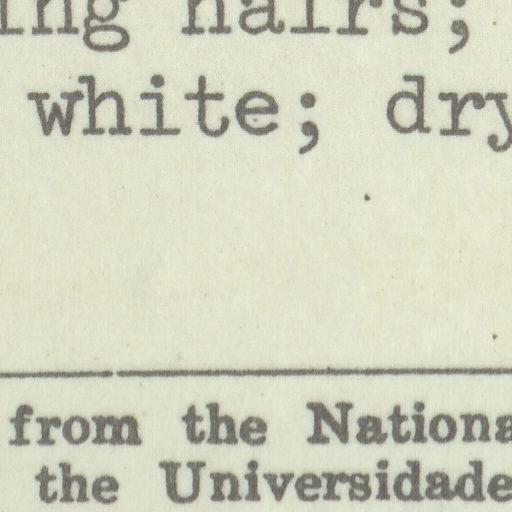 ing hairs;
white; dry
from the Nationa
the Universidade